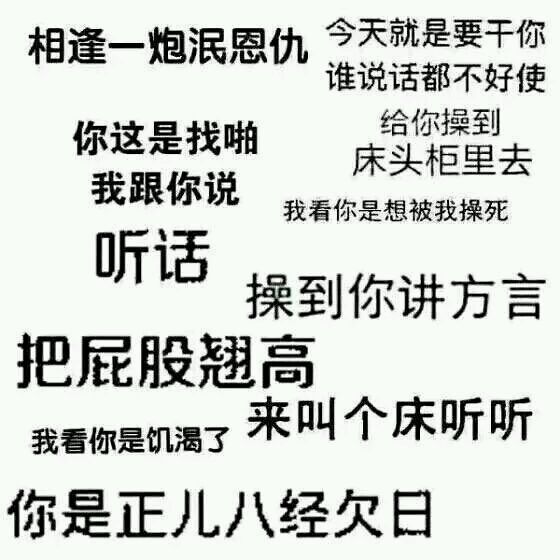 相逢一炮泯恩仇
今天就是要干你
谁说话都不好使
你这是找啪
我跟你说
给你操到
床头柜里去
我看你是想被我操死
听话
操到你讲方言
把屁股翘高
来叫个床听听
我看你是饥渴了
你是正儿八经欠日